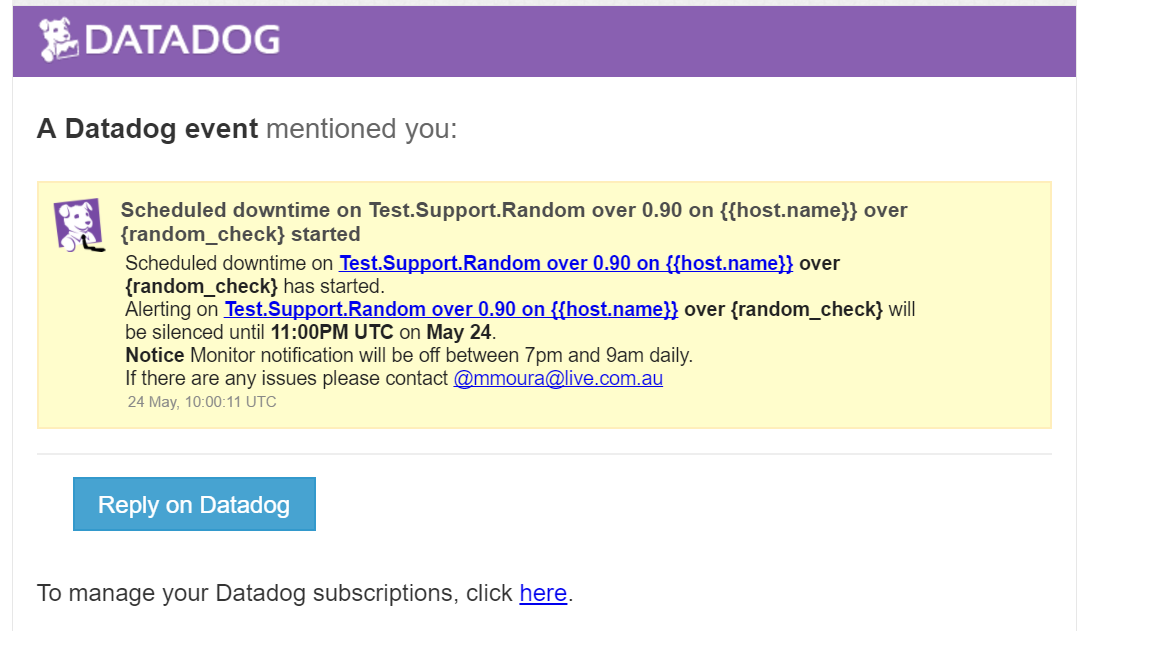 DATADOG
A Datadog event mentioned you:
Scheduled downtime on Test.Support.Random over 0.90 on {{host.name}} over
{random_check} started
Scheduled downtime on Test.Support.Random over 0.90 on {{host.name}} over
{random_check} has started.
Alerting on Test.Support.Random over 0.90 on {{host.name}} over {random_check} will
be silenced until 11:00PM UTC on May 24.
Notice Monitor notification will be off between 7pm and 9am daily.
If there are any issues please contact @mmoura@live.com.au
24 May, 10:00:11 UTC
Reply on Datadog
To manage your Datadog subscriptions, click here.